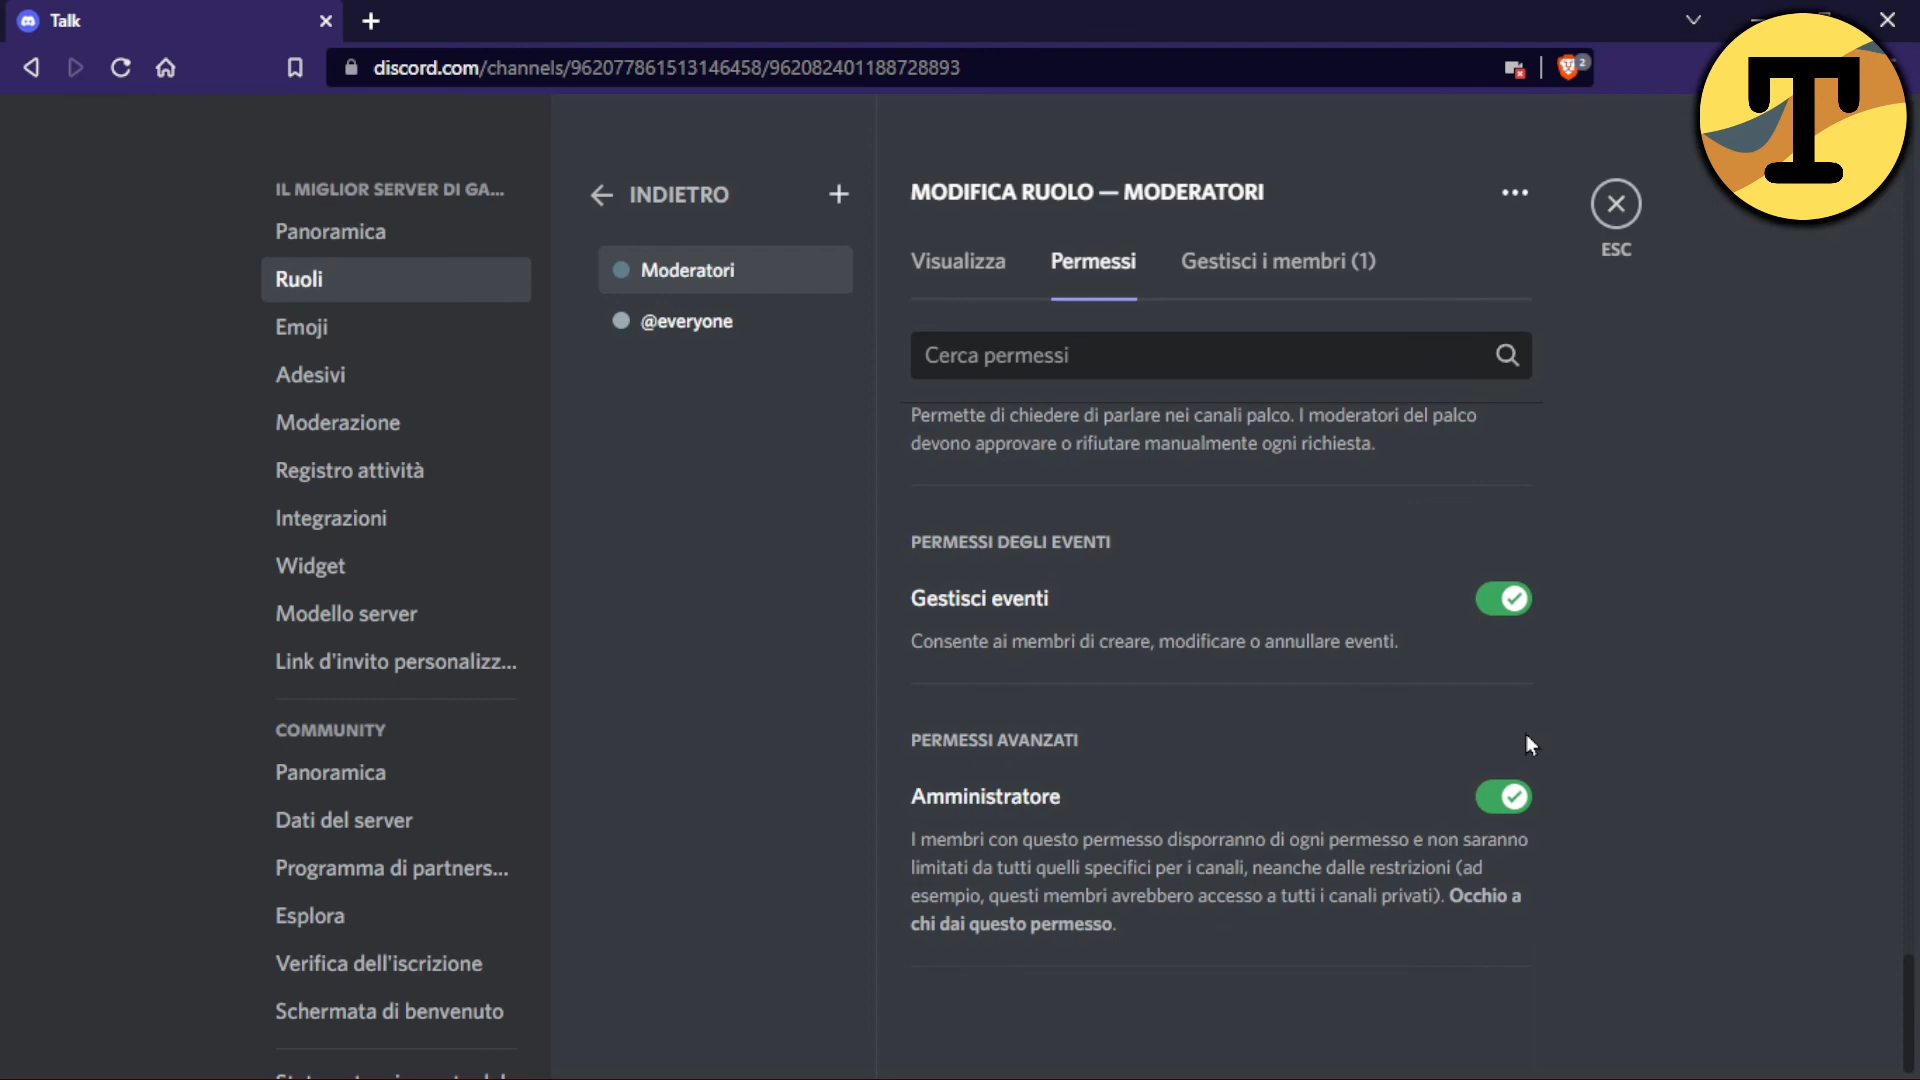 Talk
discord.com/channels/962077861513146458/962082401188728893
2
T
IL MIGLIOR SERVER DI GA...
Panoramica
Ruoli
Emoji
Adesivi
Moderazione
Registro attività
Integrazioni
Widget
Modello server
Link d'invito personalizz...
COMMUNITY
Panoramica
Dati del server
Programma di partners...
Esplora
Verifica dell'iscrizione
Schermata di benvenuto
INDIETRO
Moderatori
@everyone
MODIFICA RUOLO — MODERATORI
ESC
Visualizza Permessi Gestisci i membri (1)
Cerca permessi
Permette di chiedere di parlare nei canali palco. I moderatori del palco
devono approvare o rifiutare manualmente ogni richiesta.
PERMESSI DEGLI EVENTI
Gestisci eventi
Consente ai membri di creare, modificare o annullare eventi.
PERMESSI AVANZATI
Amministratore
I membri con questo permesso disporranno di ogni permesso e non saranno
limitati da tutti quelli specifici per i canali, neanche dalle restrizioni (ad
esempio, questi membri avrebbero accesso a tutti i canali privati). Occhio a
chi dai questo permesso.